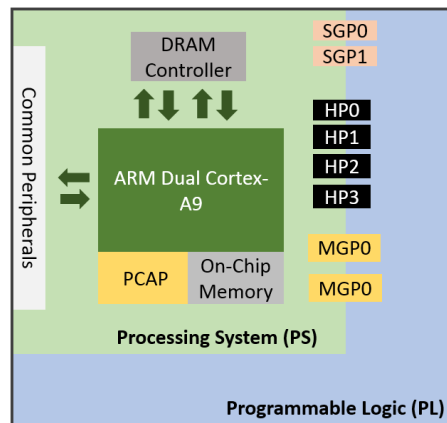 SGP0
SGP1
DRAM
Controller
Common Peripherals
HP0
HP1
HP2
HP3
ARM Dual Cortex-
A9
MGP0
MGP0
PCAP
On-Chip
Memory
Processing System (PS)
Programmable Logic (PL)